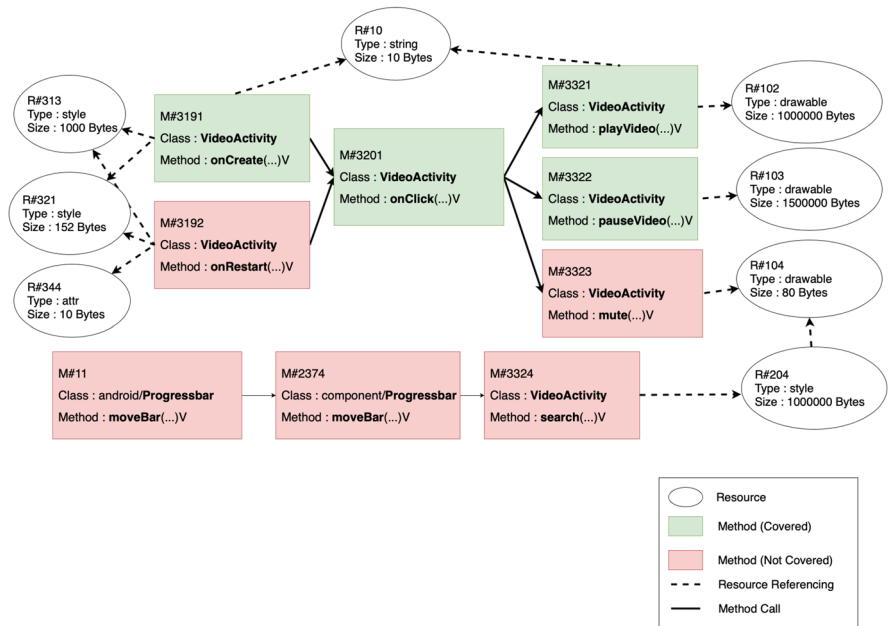 R#10
Type : string
Size : 10 Bytes
R#313
Type : style
Size : 1000 Bytes
M#3191
Class : VideoActivity
Method : onCreate(...)V
M#3321
Class : VideoActivity
Method : playVideo(...)V
R#102
Type : drawable
Size : 1000000 Bytes
M#3201
Class : VideoActivity
Method : onClick(...)V
M#3322
Class : VideoActivity
Method : pauseVideo(...)V
R#103
Type : drawable
Size : 1500000 Bytes
R#321
Type : style
Size : 152 Bytes
M#3192
Class : VideoActivity
Method : onRestart(...)V
M#3323
Class : VideoActivity
Method : mute(...)V
R#104
Type : drawable
Size : 80 Bytes
R#344
Type : attr
Size : 10 Bytes
M#11
Class : android/Progressbar
Method : moveBar(...)V
M#2374
Class : component/Progressbar
Method : moveBar(...)V
M#3324
Class : VideoActivity
Method : search(...)V
R#204
Type : style
Size : 1000000 Bytes
Resource
Method (Covered)
Method (Not Covered)
Resource Referencing
Method Call